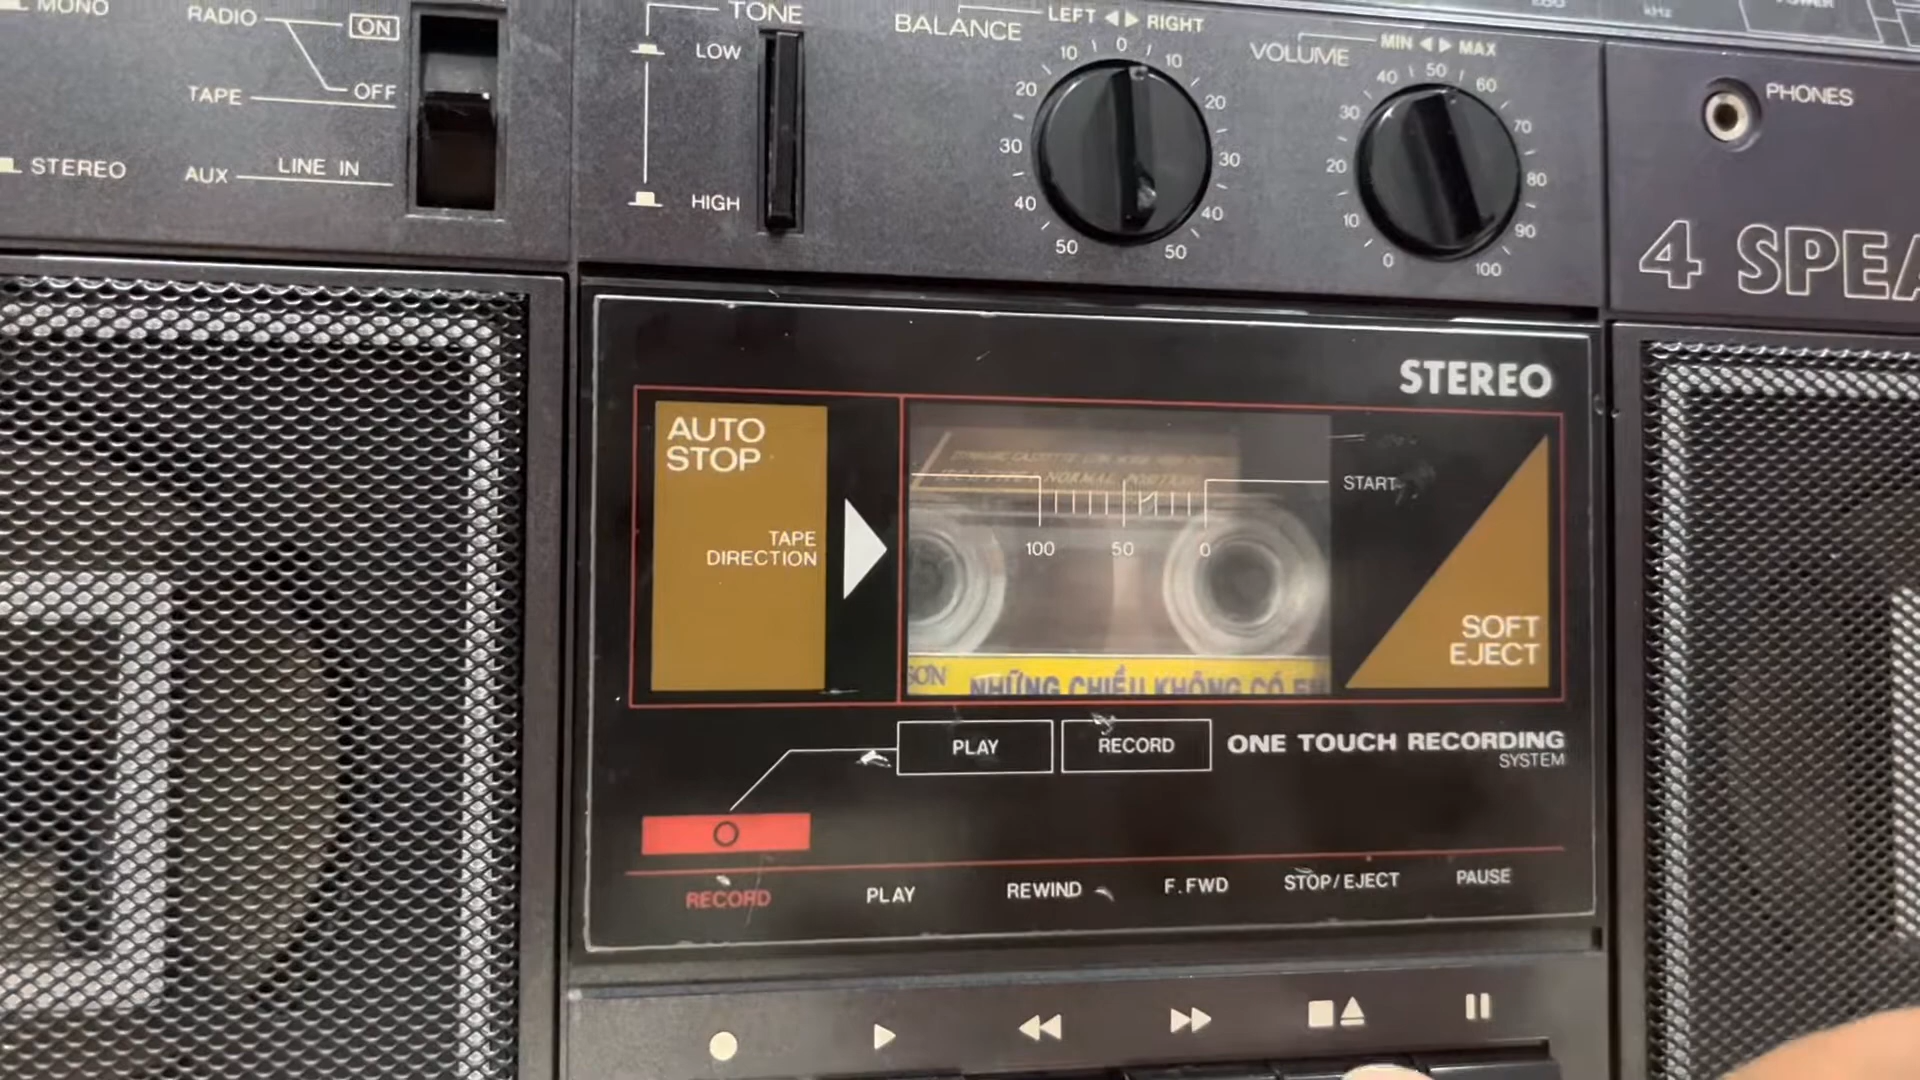 MONO
RADIO
ON
OFF
TAPE
STEREO
AUX
LINE IN
TONE
LOW
HIGH
BALANCE
LEFT ◀ ▶ RIGHT
10 0 10
20 20
30 30
40 40
50 50
VOLUME
MIN ◀ ▶ MAX
40 50 60
30 70
20 80
10 90
0 100
kHz
PHONES
4 SPEA
STEREO
AUTO
STOP
TAPE
DIRECTION
NORMAL POSITION
START
100 50 0
SOFT
EJECT
SƠN
NHỮNG CHIỀU KHÔNG CÓ
PLAY
RECORD
ONE TOUCH RECORDING
SYSTEM
RECORD
PLAY
REWIND
F.FWD
STOP/EJECT
PAUSE